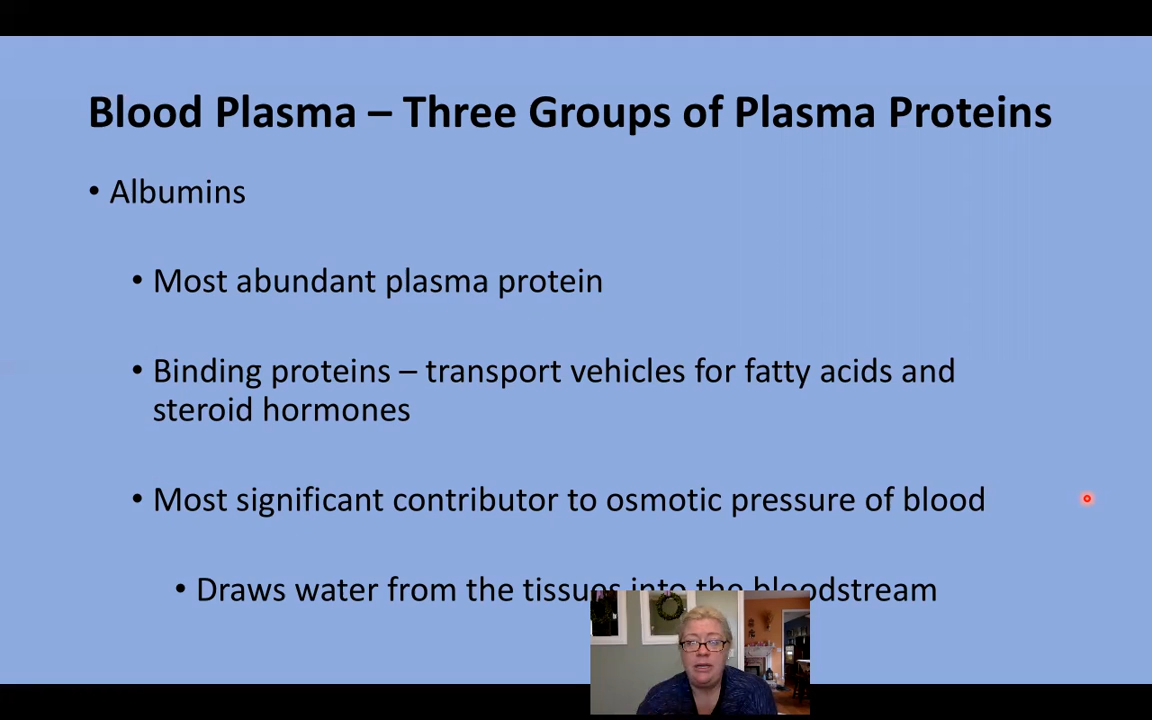 Blood Plasma – Three Groups of Plasma Proteins
• Albumins
• Most abundant plasma protein
• Binding proteins – transport vehicles for fatty acids and
steroid hormones
• Most significant contributor to osmotic pressure of blood
• Draws water from the tissues into the bloodstream